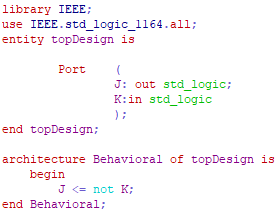 library IEEE;
use IEEE.std_logic_1164.all;
entity topDesign is
Port (
J: out std_logic;
K:in std_logic
);
end topDesign;
architecture Behavioral of topDesign is
begin
J <= not K;
end Behavioral;